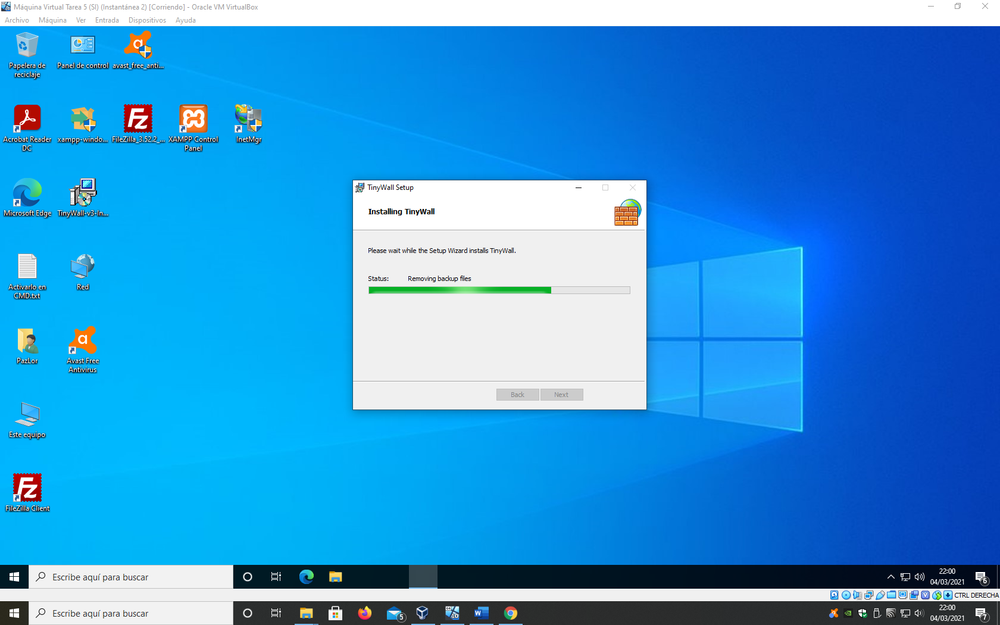 Máquina Virtual Tarea 5 (SI) (Instantánea 2) [Corriendo] - Oracle VM VirtualBox
Archivo Máquina Ver Entrada Dispositivos Ayuda
Papelera de reciclaje
Panel de control
avast_free_anti...
Acrobat Reader DC
xampp-windo...
FileZilla_3.52.2_...
XAMPP Control Panel
InetMgr
Microsoft Edge
TinyWall-v3-In...
Activarlo en CMD.txt
Red
PazLor
Avast Free Antivirus
Este equipo
FileZilla Client
TinyWall Setup
Installing TinyWall
Please wait while the Setup Wizard installs TinyWall.
Status: Removing backup files
Back Next
Escribe aquí para buscar
22:00
04/03/2021
6
CTRL DERECHA
Escribe aquí para buscar
5
22:00
04/03/2021
7